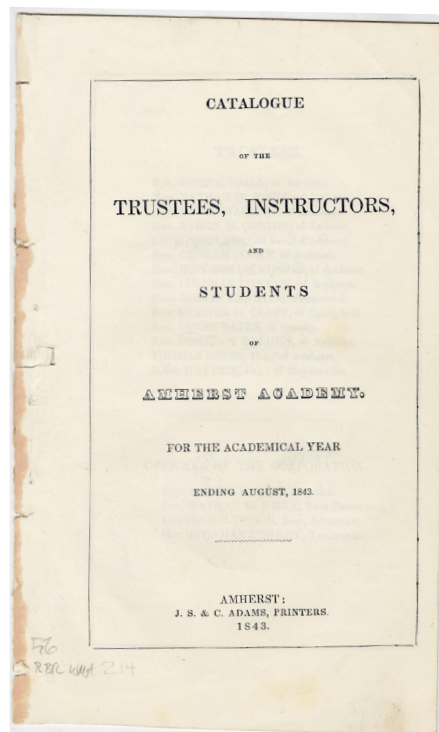 CATALOGUE
OF THE
TRUSTEES, INSTRUCTORS,
AND
STUDENTS
OF
AMHERST ACADEMY.
FOR THE ACADEMICAL YEAR
ENDING AUGUST, 1843.
AMHERST:
J. S. & C. ADAMS, PRINTERS.
1843.